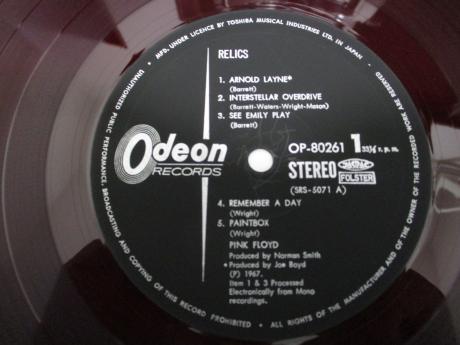 MFD. UNDER LICENCE BY TOSHIBA MUSICAL INDUSTRIES LTD. IN JAPAN •
ALL RIGHTS OF THE MANUFACTURER AND OF THE OWNER OF THE RECORDED WORK ARE RESERVED
UNAUTHORIZED PUBLIC PERFORMANCE, BROADCASTING AND COPYING OF THIS RECORD PROHIBITED •
RELICS
1. ARNOLD LAYNE*
(Barrett)
2. INTERSTELLAR OVERDRIVE
(Barrett-Waters-Wright-Mason)
3. SEE EMILY PLAY
(Barrett)
Odeon
RECORDS
OP-80261 1 33⅓ r.p.m.
STEREO
FOLSTER
(SRS-5071 A)
4. REMEMBER A DAY
(Wright)
5. PAINTBOX
(Wright)
PINK FLOYD
Produced by Norman Smith
* Produced by Joe Boyd
(P) 1967.
Item 1 & 3 Processed
Electronically from Mono
recordings.